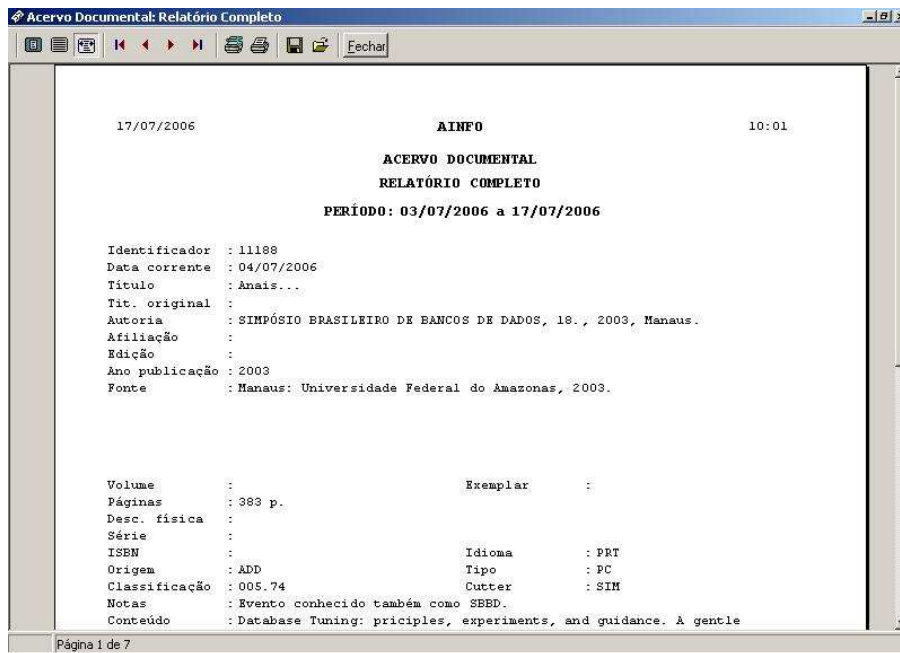 Acervo Documental: Relatório Completo
Fechar
17/07/2006 AINFO 10:01
ACERVO DOCUMENTAL
RELATÓRIO COMPLETO
PERÍODO: 03/07/2006 a 17/07/2006
Identificador : 11188
Data corrente : 04/07/2006
Título : Anais...
Tit. original :
Autoria : SIMPÓSIO BRASILEIRO DE BANCOS DE DADOS, 18., 2003, Manaus.
Afiliação :
Edição :
Ano publicação : 2003
Fonte : Manaus: Universidade Federal do Amazonas, 2003.
Volume : Exemplar :
Páginas : 383 p.
Desc. física :
Série :
ISBN : Idioma : PRT
Origem : ADD Tipo : PC
Classificação : 005.74 Cutter : SIM
Notas : Evento conhecido também como SBBD.
Conteúdo : Database Tuning: priciples, experiments, and guidance. A gentle
Página 1 de 7